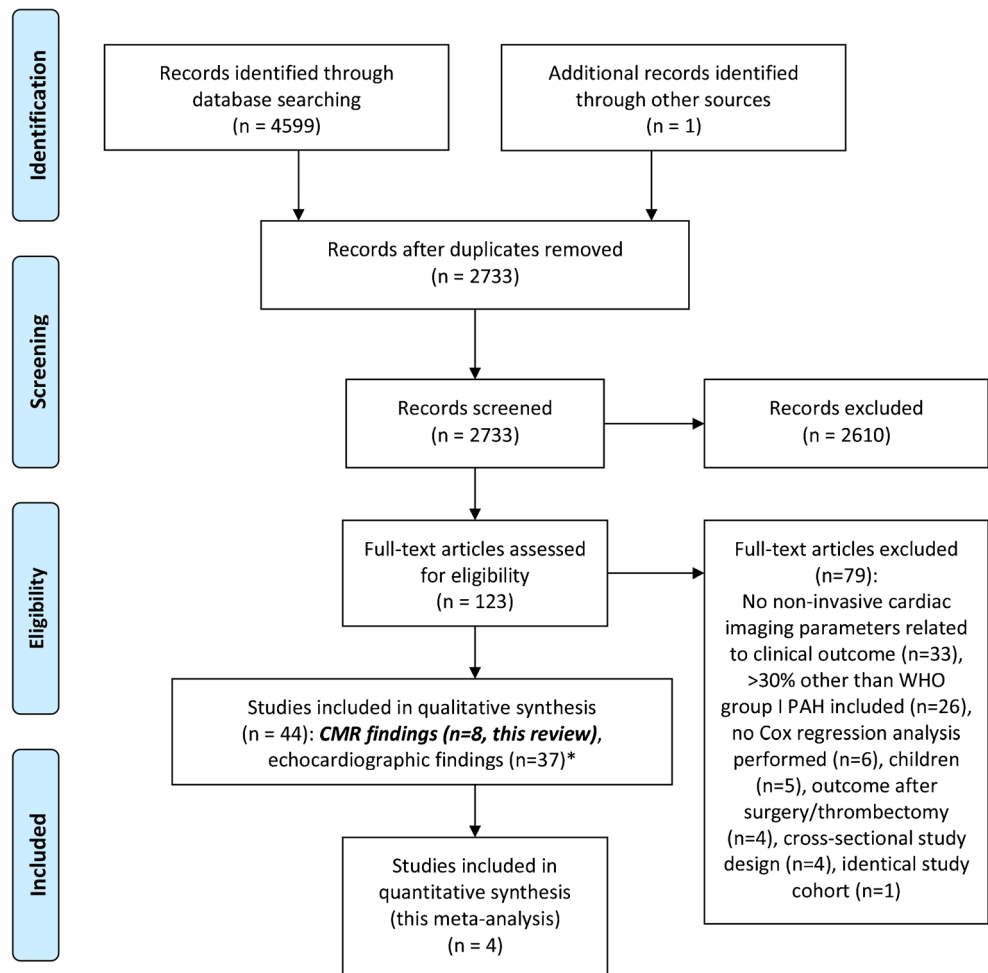 Identification
Records identified through
database searching
(n = 4599)
Additional records identified
through other sources
(n = 1)
Screening
Records after duplicates removed
(n = 2733)
Records screened
(n = 2733)
Records excluded
(n = 2610)
Eligibility
Full-text articles assessed
for eligibility
(n = 123)
Full-text articles excluded
(n=79):
No non-invasive cardiac
imaging parameters related
to clinical outcome (n=33),
>30% other than WHO
group I PAH included (n=26),
no Cox regression analysis
performed (n=6), children
(n=5), outcome after
surgery/thrombectomy
(n=4), cross-sectional study
design (n=4), identical study
cohort (n=1)
Included
Studies included in qualitative synthesis
(n = 44): CMR findings (n=8, this review),
echocardiographic findings (n=37)*
Studies included in
quantitative synthesis
(this meta-analysis)
n = 4